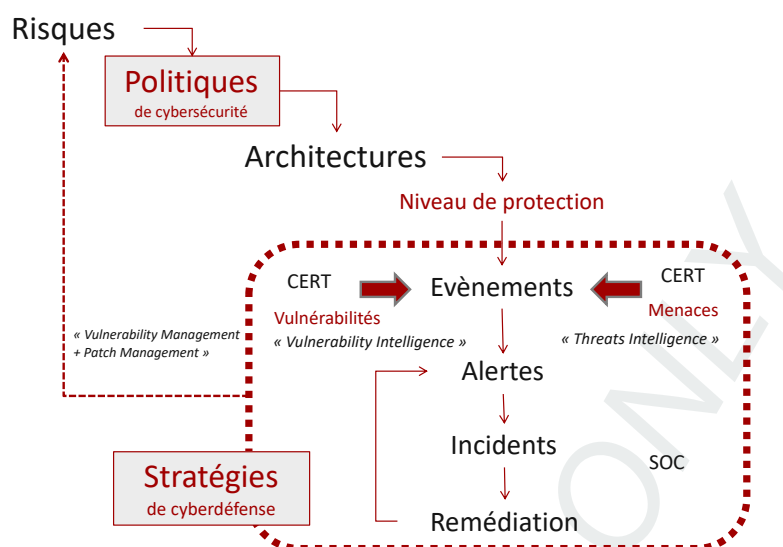 Risques
Politiques
de cybersécurité
Architectures
Niveau de protection
CERT
Evènements
CERT
Vulnérabilités
Menaces
« Vulnerability Management
+ Patch Management »
« Vulnerability Intelligence »
« Threats Intelligence »
Alertes
Incidents
SOC
Stratégies
de cyberdéfense
Remédiation
ONLY